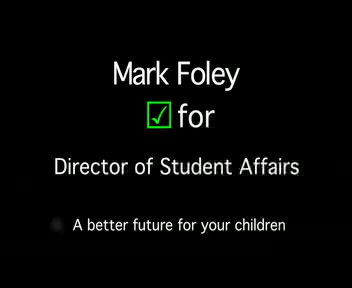 Mark Foley
☑ for
Director of Student Affairs
A better future for your children